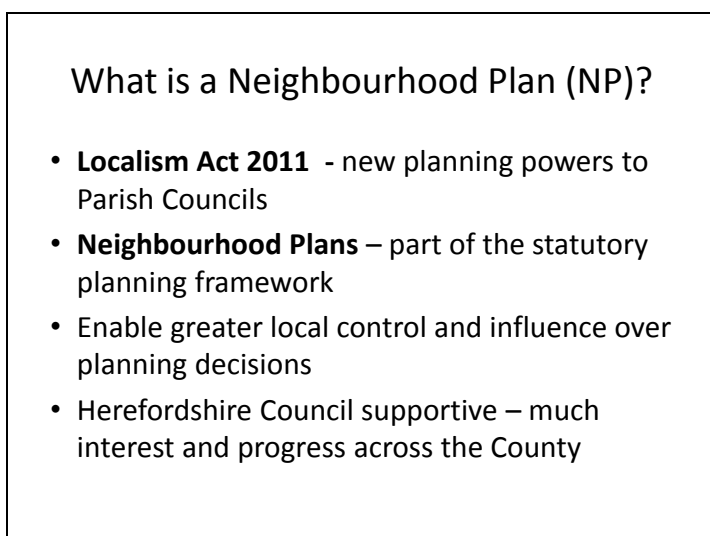 What is a Neighbourhood Plan (NP)?
• Localism Act 2011 - new planning powers to
Parish Councils
• Neighbourhood Plans – part of the statutory
planning framework
• Enable greater local control and influence over
planning decisions
• Herefordshire Council supportive – much
interest and progress across the County